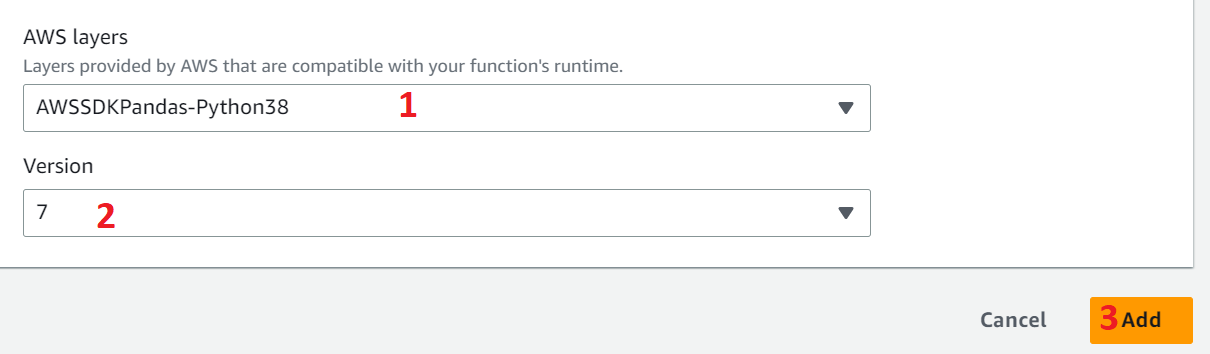 AWS layers
Layers provided by AWS that are compatible with your function's runtime.
AWSSDKPandas-Python38 1
Version
7 2
Cancel 3 Add